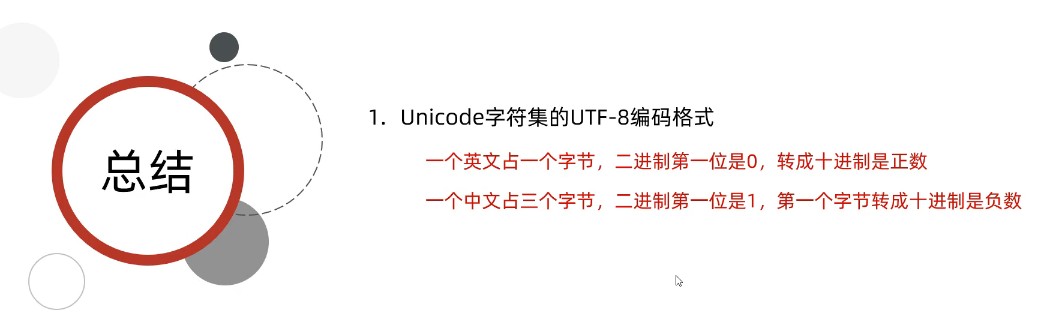 总结
1. Unicode字符集的UTF-8编码格式
一个英文占一个字节，二进制第一位是0，转成十进制是正数
一个中文占三个字节，二进制第一位是1，第一个字节转成十进制是负数